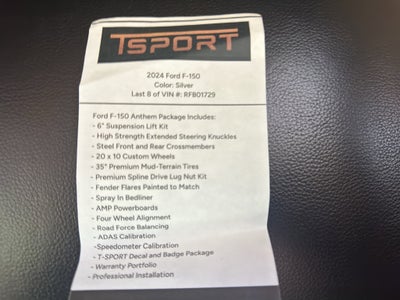 TSPORT
2024 Ford F-150
Color: Silver
Last 8 of VIN #: RFB01729
Ford F-150 Anthem Package Includes:
- 6" Suspension Lift Kit
- High Strength Extended Steering Knuckles
- Steel Front and Rear Crossmembers
- 20 x 10 Custom Wheels
- 35" Premium Mud-Terrain Tires
- Premium Spline Drive Lug Nut Kit
- Fender Flares Painted to Match
- Spray In Bedliner
- AMP Powerboards
- Four Wheel Alignment
- Road Force Balancing
- ADAS Calibration
-Speedometer Calibration
- T-SPORT Decal and Badge Package
- Warranty Portfolio
- Professional Installation